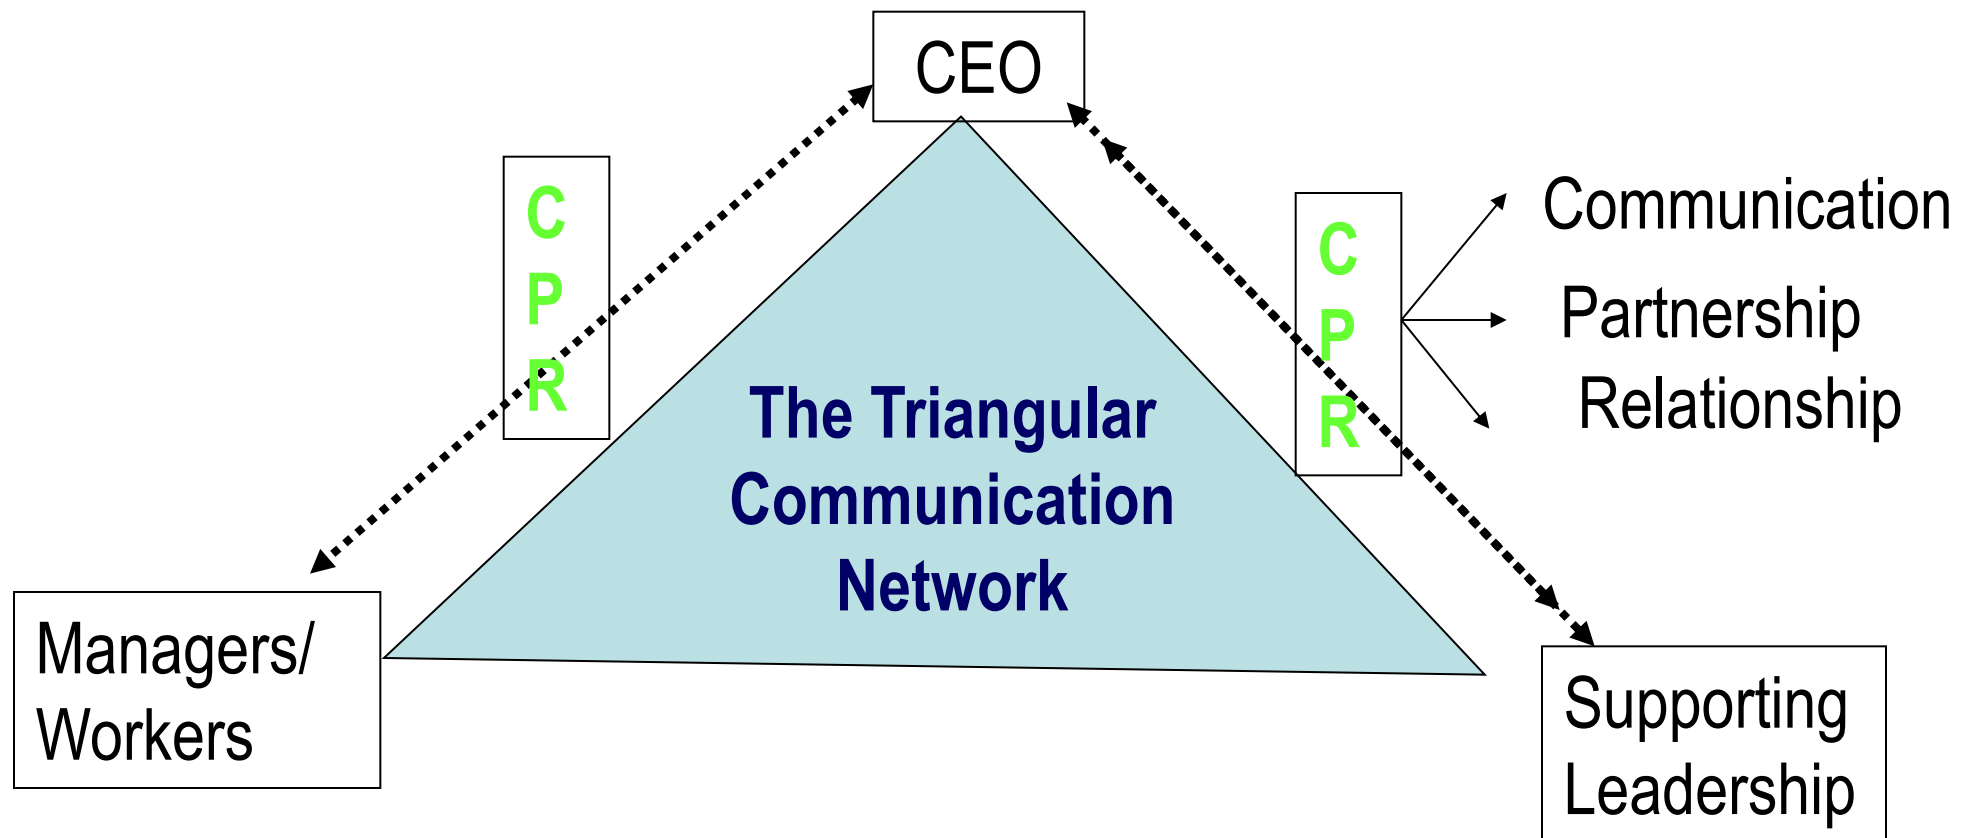 CEO
C
P
R
C
P
R
Communication
Partnership
Relationship
The Triangular
Communication
Network
Managers/
Workers
Supporting
Leadership